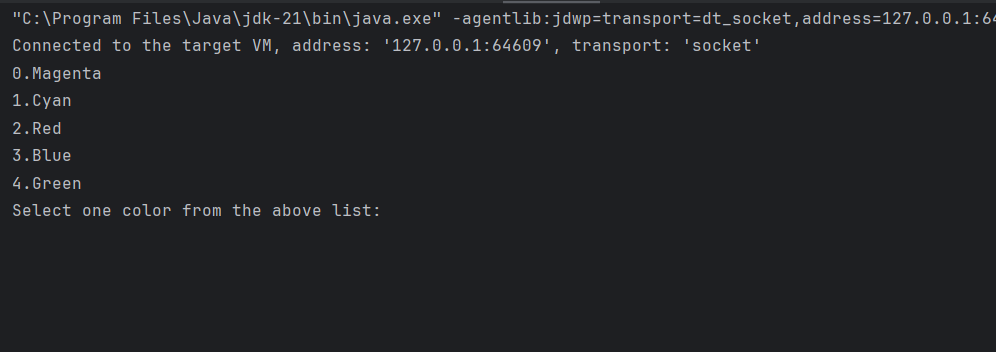 "C:\Program Files\Java\jdk-21\bin\java.exe" -agentlib:jdwp=transport=dt_socket,address=127.0.0.1:64
Connected to the target VM, address: '127.0.0.1:64609', transport: 'socket'
0.Magenta
1.Cyan
2.Red
3.Blue
4.Green
Select one color from the above list: